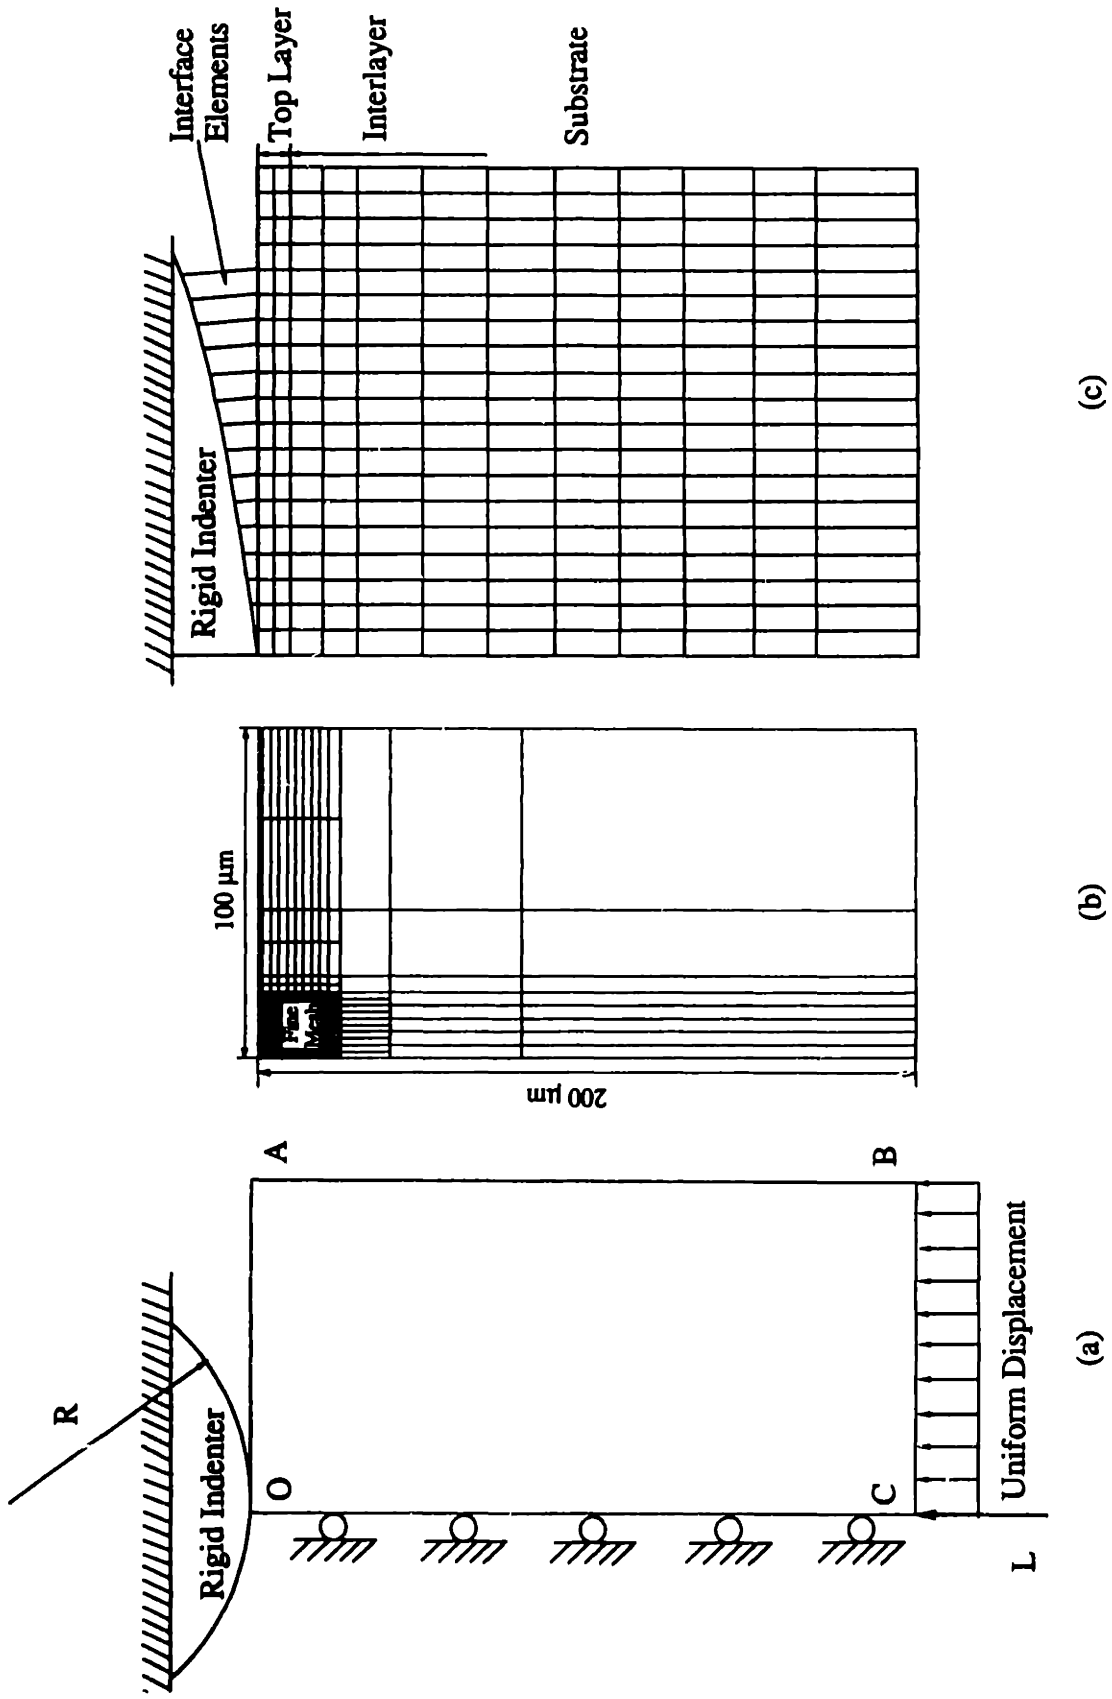 R
Rigid Indenter
O
A
C
B
L
Uniform Displacement
(a)
100 μm
Fine
Mesh
200 μm
(b)
Rigid Indenter
Interface
Elements
Top Layer
Interlayer
Substrate
(c)